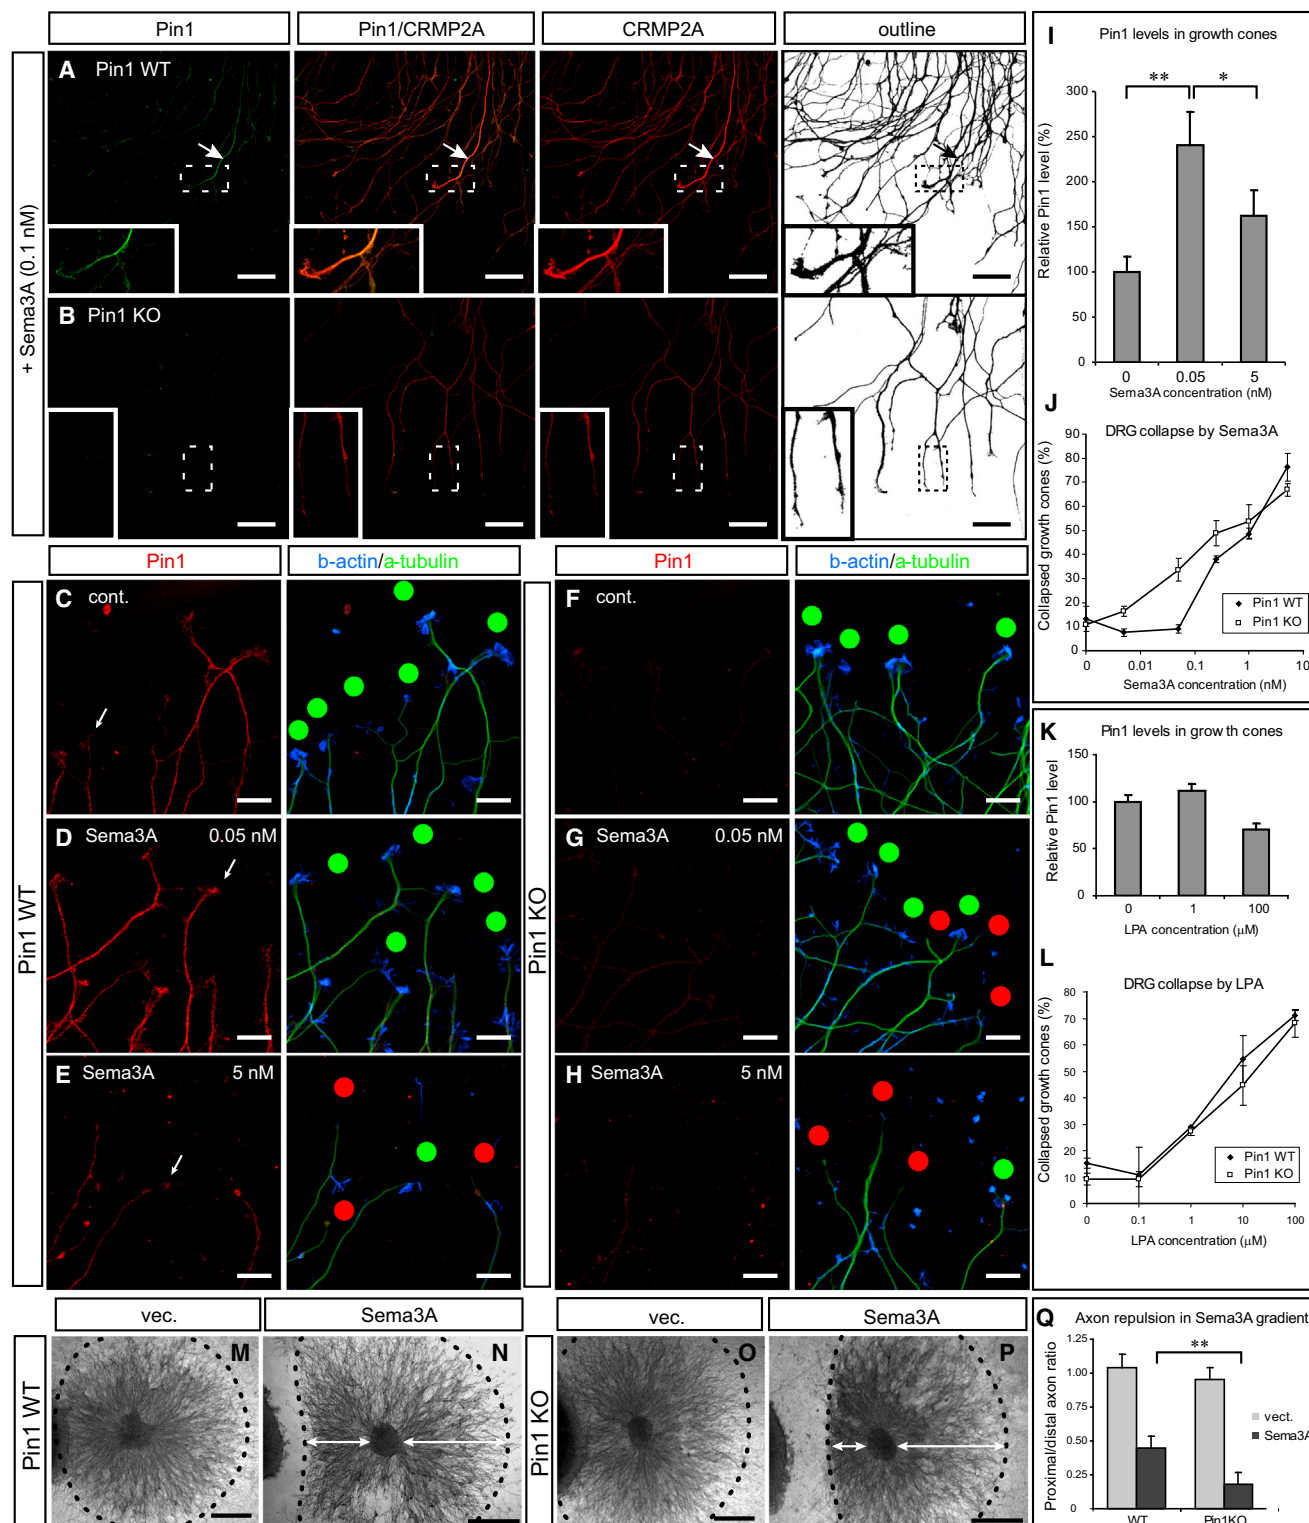 Pin1
Pin1/CRMP2A
CRMP2A
outline
+ Sema3A (0.1 nM)
A Pin1 WT
B Pin1 KO
Pin1
b-actin/a-tubulin
Pin1
b-actin/a-tubulin
Pin1 WT
C cont.
D Sema3A 0.05 nM
E Sema3A 5 nM
Pin1 KO
F cont.
G Sema3A 0.05 nM
H Sema3A 5 nM
I Pin1 levels in growth cones
** *
Relative Pin1 level (%)
300
250
200
150
100
50
0
0 0.05 5
Sema3A concentration (nM)
J
DRG collapse by Sema3A
Collapsed growth cones (%)
90
80
70
60
50
40
30
20
10
0
Pin1 WT
Pin1 KO
0 0.01 0.1 1 10
Sema3A concentration (nM)
K Pin1 levels in growth cones
Relative Pin1 level
150
100
50
0
0 1 100
LPA concentration (μM)
L
DRG collapse by LPA
Collapsed growth cones (%)
80
70
60
50
40
30
20
10
0
Pin1 WT
Pin1 KO
0 0.1 1 10 100
LPA concentration (μM)
vec.
Sema3A
vec.
Sema3A
Pin1 WT
M
N
Pin1 KO
O
P
Q Axon repulsion in Sema3A gradient
Proximal/distal axon ratio
1.25
1.00
0.75
0.50
0.25
0
**
vect.
Sema3A
WT Pin1KO